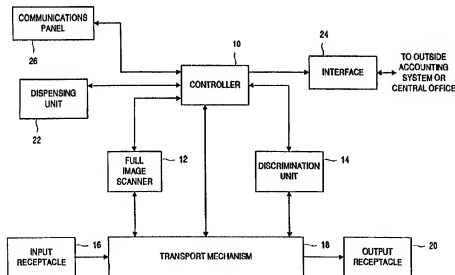 COMMUNICATIONS
PANEL
26
10
CONTROLLER
24
INTERFACE
TO OUTSIDE
ACCOUNTING
SYSTEM OR
CENTRAL OFFICE
DISPENSING
UNIT
22
FULL
IMAGE
SCANNER
12
DISCRIMINATION
UNIT
14
INPUT
RECEPTACLE
16
TRANSPORT MECHANISM
18
OUTPUT
RECEPTACLE
20